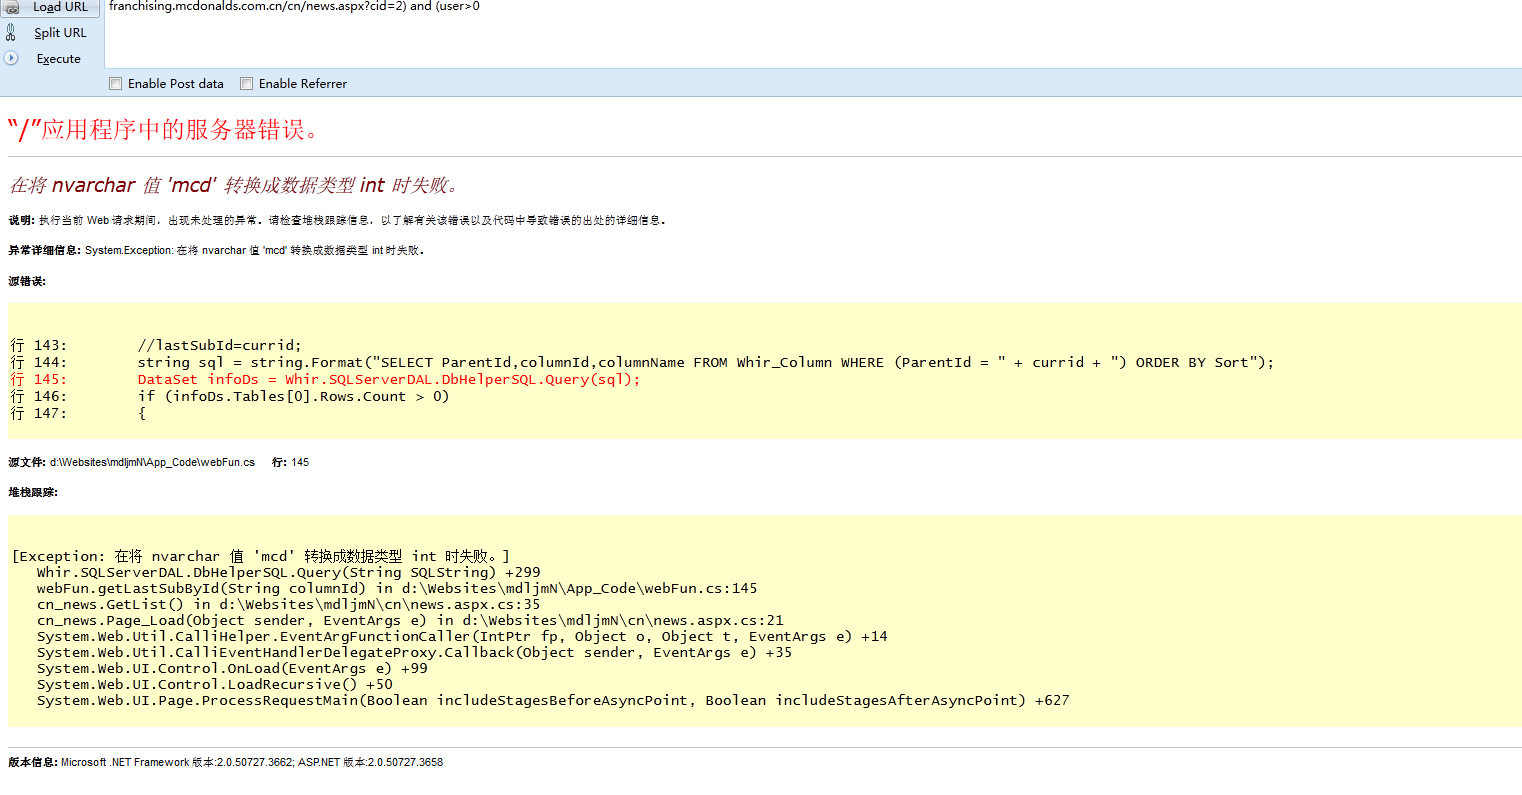 Load URL
franchising.mcdonalds.com.cn/cn/news.aspx?cid=2) and (user>0
Split URL
Execute
Enable Post data Enable Referrer
“/”应用程序中的服务器错误。
在将 nvarchar 值 'mcd' 转换成数据类型 int 时失败。
说明: 执行当前 Web 请求期间，出现未处理的异常。请检查堆栈跟踪信息，以了解有关该错误以及代码中导致错误的出处的详细信息。
异常详细信息: System.Exception: 在将 nvarchar 值 'mcd' 转换成数据类型 int 时失败。
源错误:
行 143:        //lastSubId=currid;
行 144:        string sql = string.Format("SELECT ParentId,columnId,columnName FROM Whir_Column WHERE (ParentId = " + currid + ") ORDER BY Sort");
行 145:        DataSet infoDs = Whir.SQLServerDAL.DbHelperSQL.Query(sql);
行 146:        if (infoDs.Tables[0].Rows.Count > 0)
行 147:        {
源文件: d:\Websites\mdljmN\App_Code\webFun.cs    行: 145
堆栈跟踪:
[Exception: 在将 nvarchar 值 'mcd' 转换成数据类型 int 时失败。]
   Whir.SQLServerDAL.DbHelperSQL.Query(String SQLString) +299
   webFun.getLastSubById(String columnId) in d:\Websites\mdljmN\App_Code\webFun.cs:145
   cn_news.GetList() in d:\Websites\mdljmN\cn\news.aspx.cs:35
   cn_news.Page_Load(Object sender, EventArgs e) in d:\Websites\mdljmN\cn\news.aspx.cs:21
   System.Web.Util.CalliHelper.EventArgFunctionCaller(IntPtr fp, Object o, Object t, EventArgs e) +14
   System.Web.Util.CalliEventHandlerDelegateProxy.Callback(Object sender, EventArgs e) +35
   System.Web.UI.Control.OnLoad(EventArgs e) +99
   System.Web.UI.Control.LoadRecursive() +50
   System.Web.UI.Page.ProcessRequestMain(Boolean includeStagesBeforeAsyncPoint, Boolean includeStagesAfterAsyncPoint) +627
版本信息: Microsoft .NET Framework 版本:2.0.50727.3662; ASP.NET 版本:2.0.50727.3658